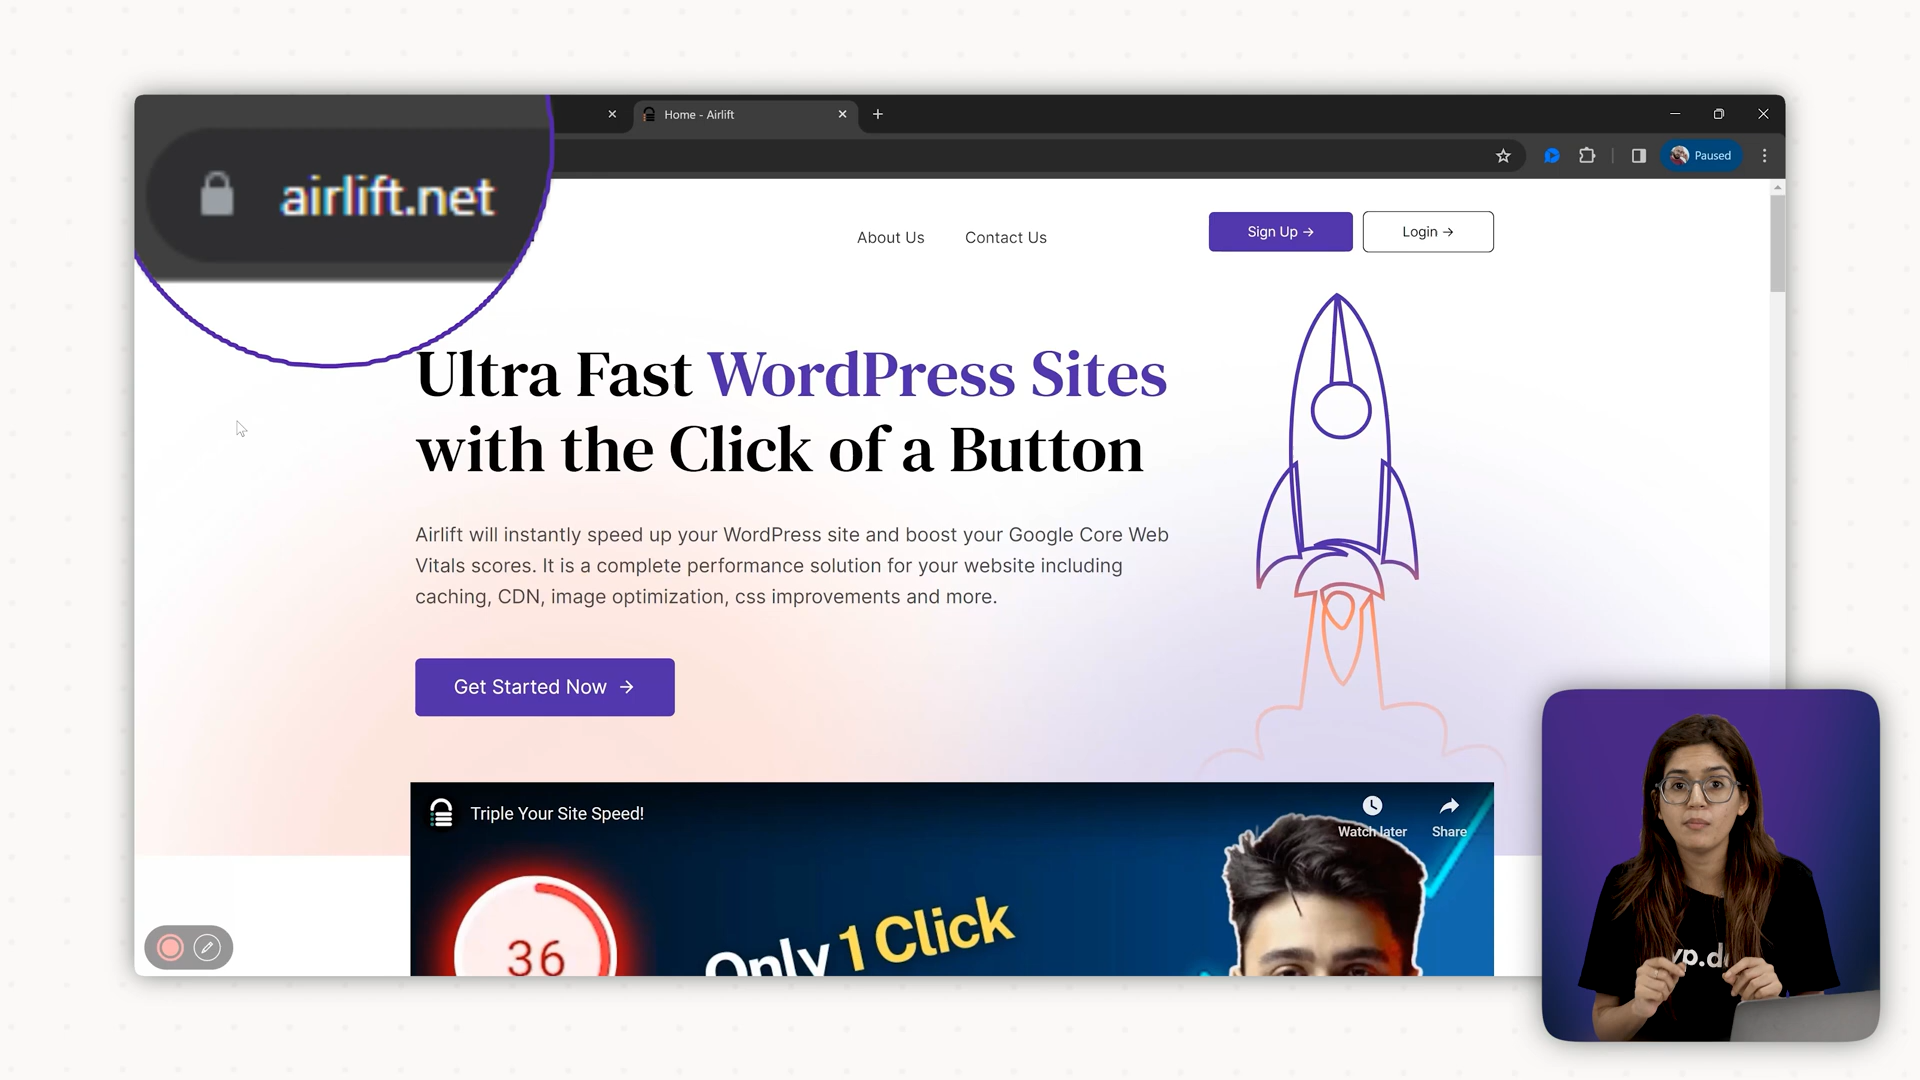 Home - Airlift
airlift.net
Paused
About Us
Contact Us
Sign Up →
Login →
Ultra Fast WordPress Sites
with the Click of a Button
Airlift will instantly speed up your WordPress site and boost your Google Core Web
Vitals scores. It is a complete performance solution for your website including
caching, CDN, image optimization, css improvements and more.
Get Started Now →
Triple Your Site Speed!
Watch later
Share
36
Only 1 Click